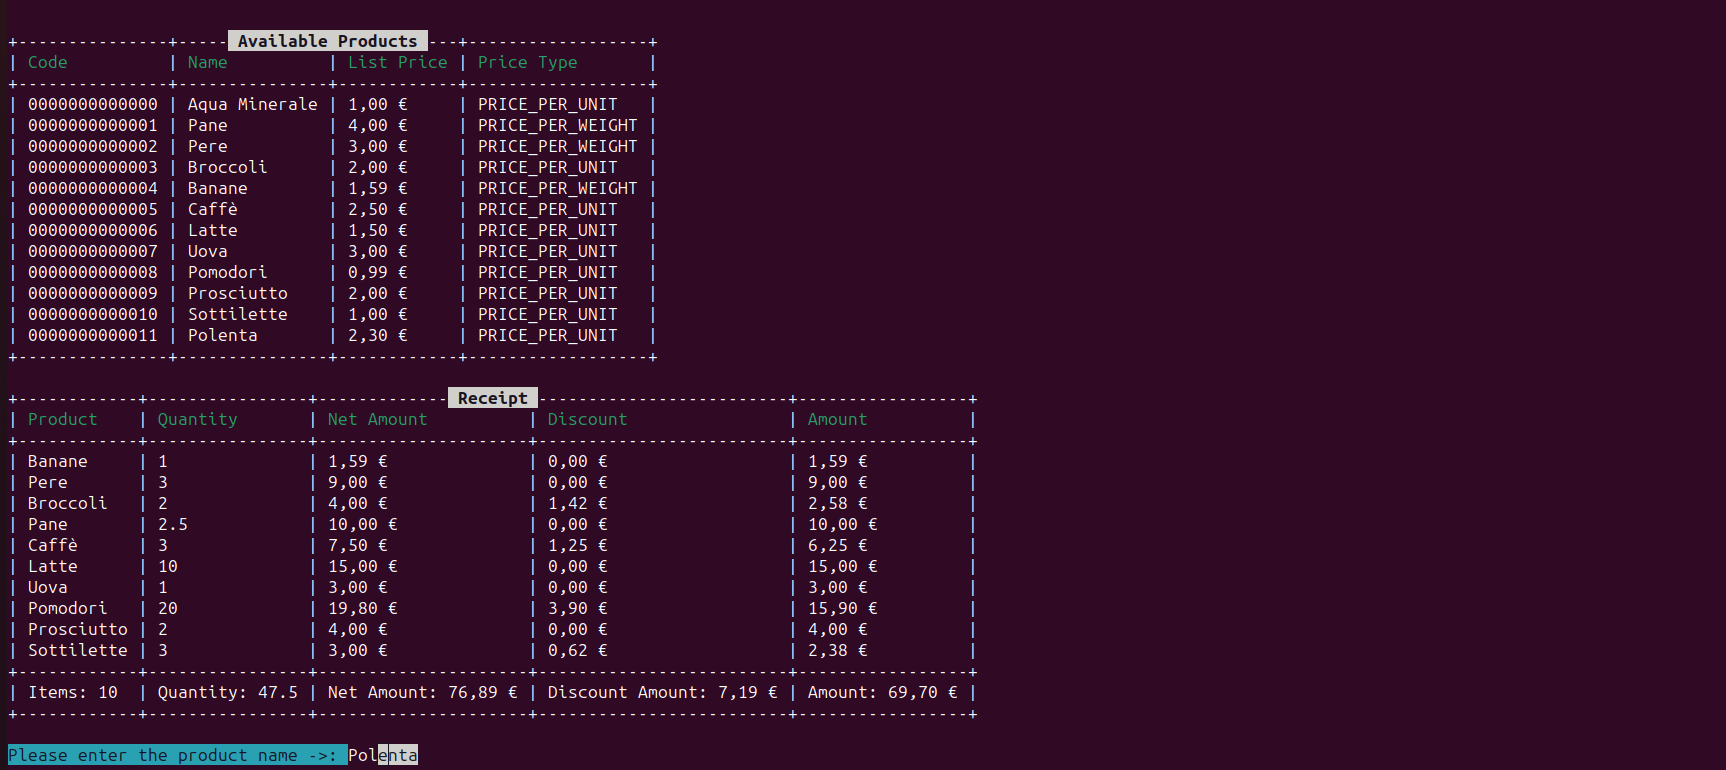 +---------------+----- Available Products ---+------------------+
| Code          | Name          | List Price | Price Type       |
+---------------+---------------+------------+------------------+
| 0000000000000 | Aqua Minerale | 1,00 €     | PRICE_PER_UNIT   |
| 0000000000001 | Pane          | 4,00 €     | PRICE_PER_WEIGHT |
| 0000000000002 | Pere          | 3,00 €     | PRICE_PER_WEIGHT |
| 0000000000003 | Broccoli      | 2,00 €     | PRICE_PER_UNIT   |
| 0000000000004 | Banane        | 1,59 €     | PRICE_PER_WEIGHT |
| 0000000000005 | Caffè         | 2,50 €     | PRICE_PER_UNIT   |
| 0000000000006 | Latte         | 1,50 €     | PRICE_PER_UNIT   |
| 0000000000007 | Uova          | 3,00 €     | PRICE_PER_UNIT   |
| 0000000000008 | Pomodori      | 0,99 €     | PRICE_PER_UNIT   |
| 0000000000009 | Prosciutto    | 2,00 €     | PRICE_PER_UNIT   |
| 0000000000010 | Sottilette    | 1,00 €     | PRICE_PER_UNIT   |
| 0000000000011 | Polenta       | 2,30 €     | PRICE_PER_UNIT   |
+---------------+---------------+------------+------------------+
+------------+----------------+------------- Receipt -------------------------+-----------------+
| Product    | Quantity       | Net Amount          | Discount                | Amount          |
+------------+----------------+---------------------+-------------------------+-----------------+
| Banane     | 1              | 1,59 €              | 0,00 €                  | 1,59 €          |
| Pere       | 3              | 9,00 €              | 0,00 €                  | 9,00 €          |
| Broccoli   | 2              | 4,00 €              | 1,42 €                  | 2,58 €          |
| Pane       | 2.5            | 10,00 €             | 0,00 €                  | 10,00 €         |
| Caffè      | 3              | 7,50 €              | 1,25 €                  | 6,25 €          |
| Latte      | 10             | 15,00 €             | 0,00 €                  | 15,00 €         |
| Uova       | 1              | 3,00 €              | 0,00 €                  | 3,00 €          |
| Pomodori   | 20             | 19,80 €             | 3,90 €                  | 15,90 €         |
| Prosciutto | 2              | 4,00 €              | 0,00 €                  | 4,00 €          |
| Sottilette | 3              | 3,00 €              | 0,62 €                  | 2,38 €          |
+------------+----------------+---------------------+-------------------------+-----------------+
| Items: 10  | Quantity: 47.5 | Net Amount: 76,89 € | Discount Amount: 7,19 € | Amount: 69,70 € |
+------------+----------------+---------------------+-------------------------+-----------------+
Please enter the product name ->: Polenta